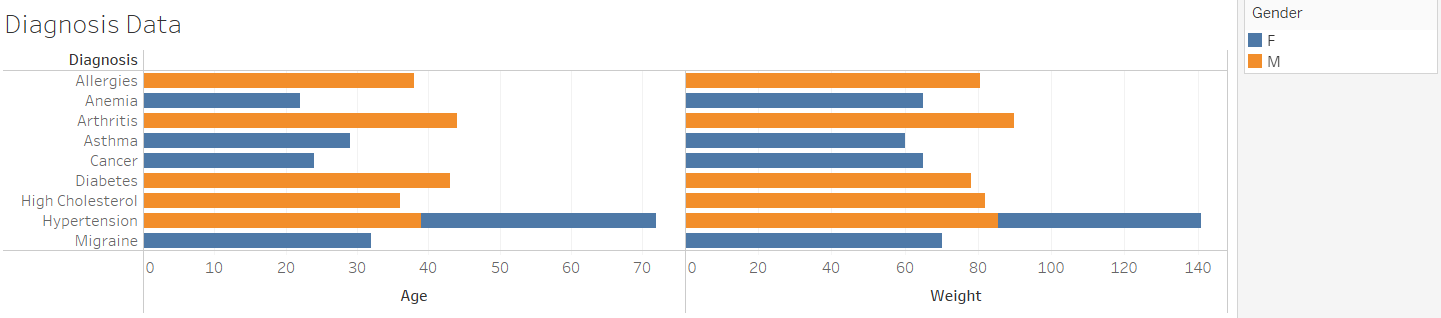 Diagnosis Data
Diagnosis
Allergies
Anemia
Arthritis
Asthma
Cancer
Diabetes
High Cholesterol
Hypertension
Migraine
0 10 20 30 40 50 60 70
Age
0 20 40 60 80 100 120 140
Weight
Gender
F
M